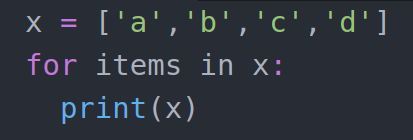 x = ['a','b','c','d']
for items in x:
  print(x)